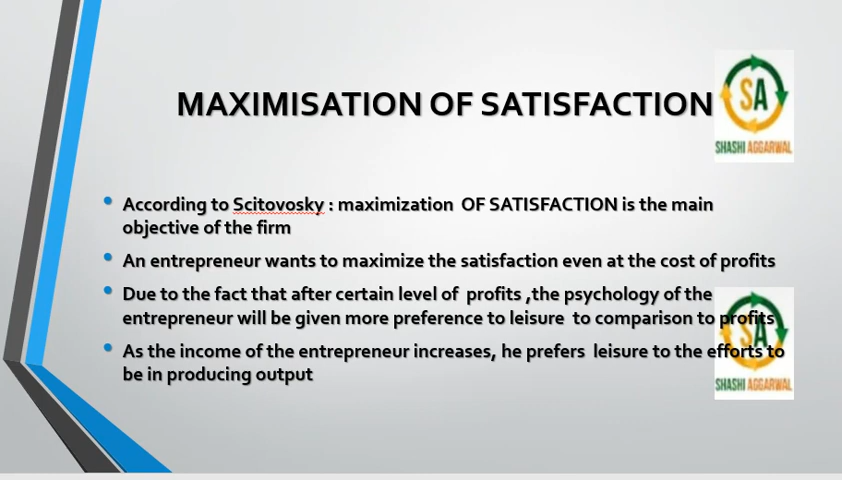 MAXIMISATION OF SATISFACTION
SA
SHASHI AGGARWAL
According to Scitovosky : maximization OF SATISFACTION is the main
objective of the firm
An entrepreneur wants to maximize the satisfaction even at the cost of profits
Due to the fact that after certain level of profits ,the psychology of the
entrepreneur will be given more preference to leisure to comparison to profits
As the income of the entrepreneur increases, he prefers leisure to the efforts to
be in producing output
SA
SHASHI AGGARWAL